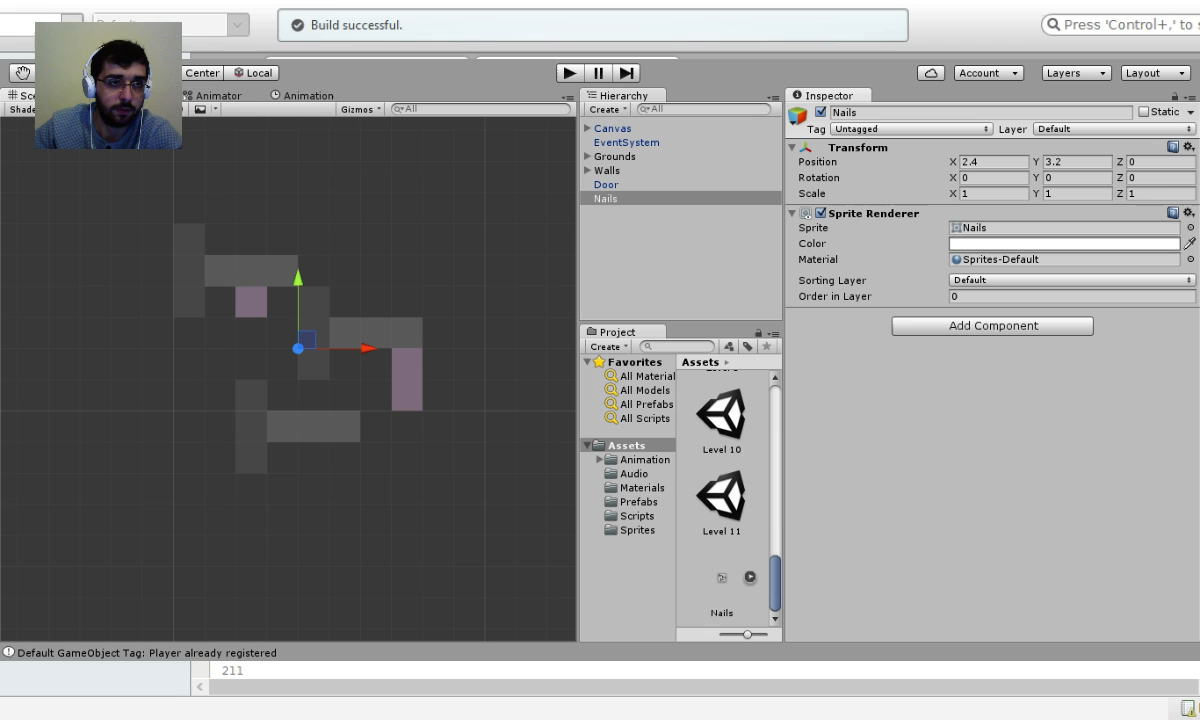 Default
Build successful.
Press 'Control+,' to s
Center
Local
Account
Layers
Layout
Sce
Animator
Animation
Shade
Gizmos
All
Hierarchy
Create
All
Canvas
EventSystem
Grounds
Walls
Door
Nails
Inspector
Nails
Static
Tag Untagged Layer Default
Transform
Position X 2.4 Y 3.2 Z 0
Rotation X 0 Y 0 Z 0
Scale X 1 Y 1 Z 1
Sprite Renderer
Sprite Nails
Color
Material Sprites-Default
Sorting Layer Default
Order in Layer 0
Add Component
Project
Create
Favorites
All Material
All Models
All Prefabs
All Scripts
Assets
Animation
Audio
Materials
Prefabs
Scripts
Sprites
Assets
Level 10
Level 11
Nails
Default GameObject Tag: Player already registered
211